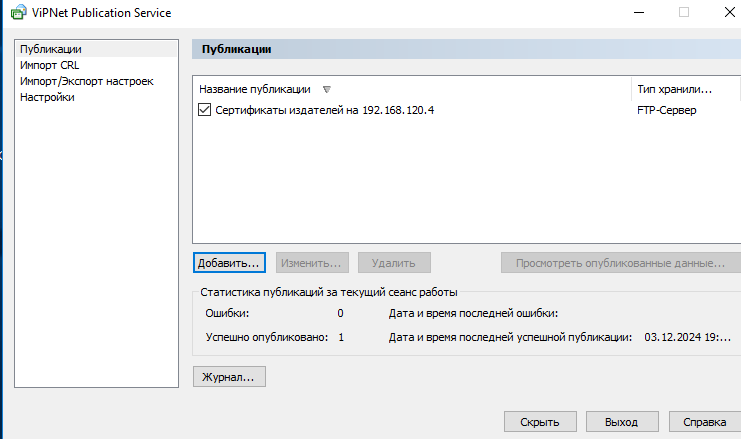 ViPNet Publication Service
Публикации
Импорт CRL
Импорт/Экспорт настроек
Настройки
Публикации
Название публикации Тип хранили...
Сертификаты издателей на 192.168.120.4 FTP-Сервер
Добавить... Изменить... Удалить Просмотреть опубликованные данные...
Статистика публикаций за текущий сеанс работы
Ошибки: 0 Дата и время последней ошибки:
Успешно опубликовано: 1 Дата и время последней успешной публикации: 03.12.2024 19:...
Журнал...
Скрыть Выход Справка